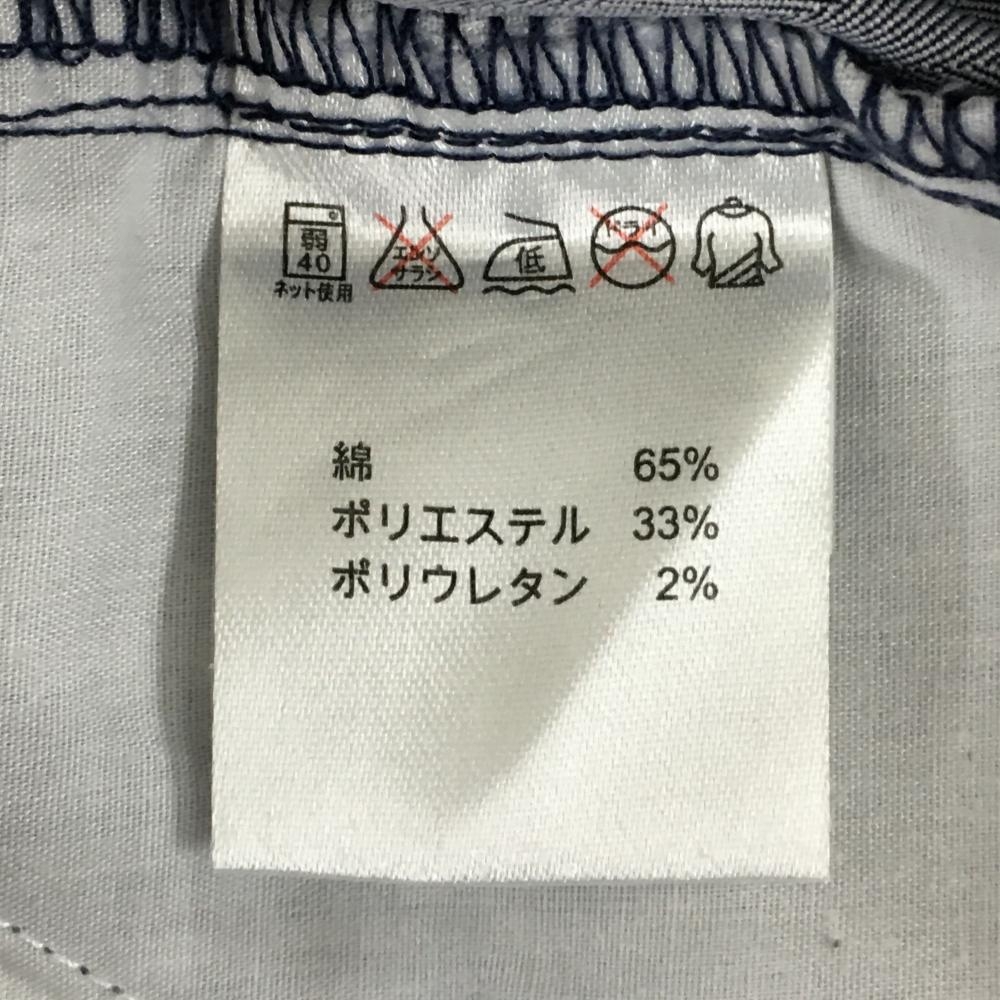 弱
40
ネット使用
エンソ
サラシ
低
ドライ
綿 65%
ポリエステル 33%
ポリウレタン 2%